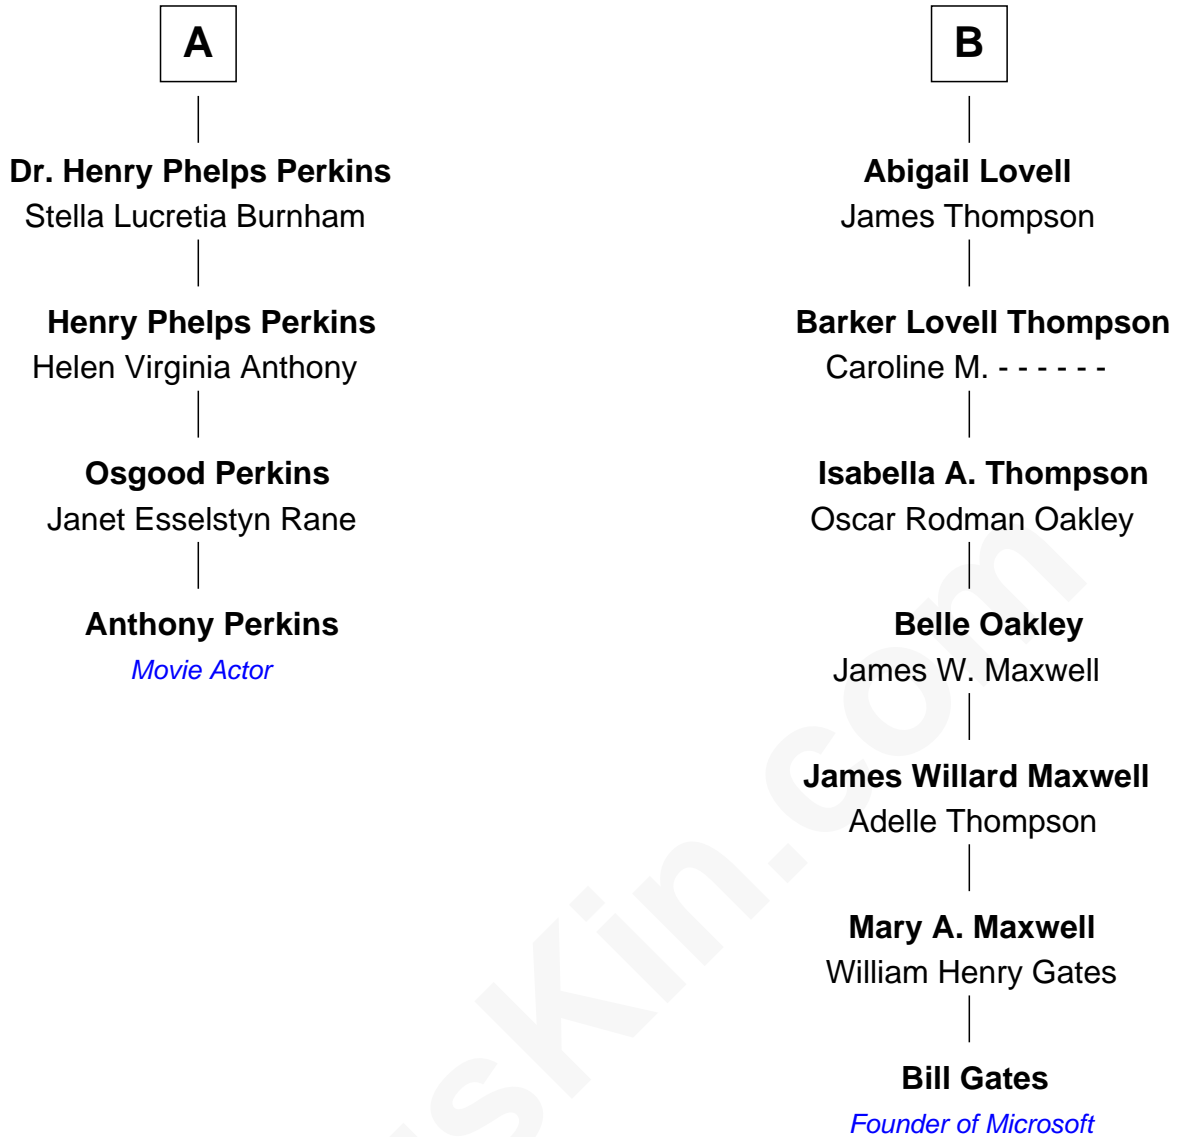 A
Dr. Henry Phelps Perkins
Stella Lucretia Burnham
Henry Phelps Perkins
Helen Virginia Anthony
Osgood Perkins
Janet Esselstyn Rane
Anthony Perkins
Movie Actor
B
Abigail Lovell
James Thompson
Barker Lovell Thompson
Caroline M. - - - - - -
Isabella A. Thompson
Oscar Rodman Oakley
Belle Oakley
James W. Maxwell
James Willard Maxwell
Adelle Thompson
Mary A. Maxwell
William Henry Gates
Bill Gates
Founder of Microsoft
sKin.com